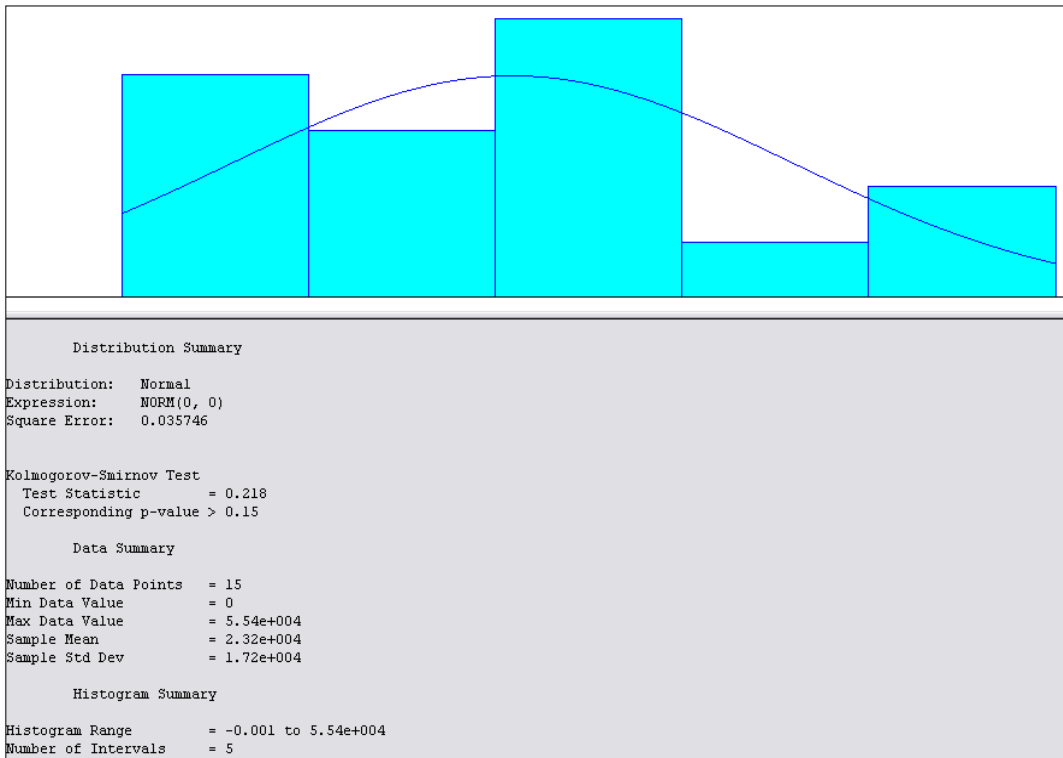 Distribution Summary
Distribution: Normal
Expression: NORM(0, 0)
Square Error: 0.035746
Kolmogorov-Smirnov Test
Test Statistic = 0.218
Corresponding p-value > 0.15
Data Summary
Number of Data Points = 15
Min Data Value = 0
Max Data Value = 5.54e+004
Sample Mean = 2.32e+004
Sample Std Dev = 1.72e+004
Histogram Summary
Histogram Range = -0.001 to 5.54e+004
Number of Intervals = 5